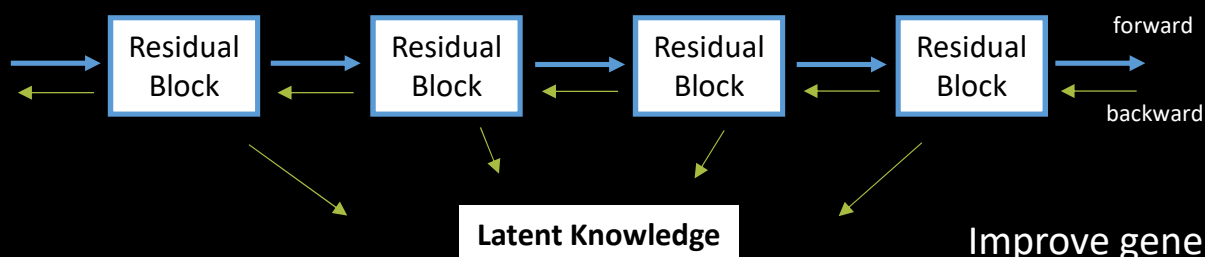 Residual
Block
Residual
Block
Residual
Block
Residual
Block
forward
backward
Latent Knowledge
Improve gene